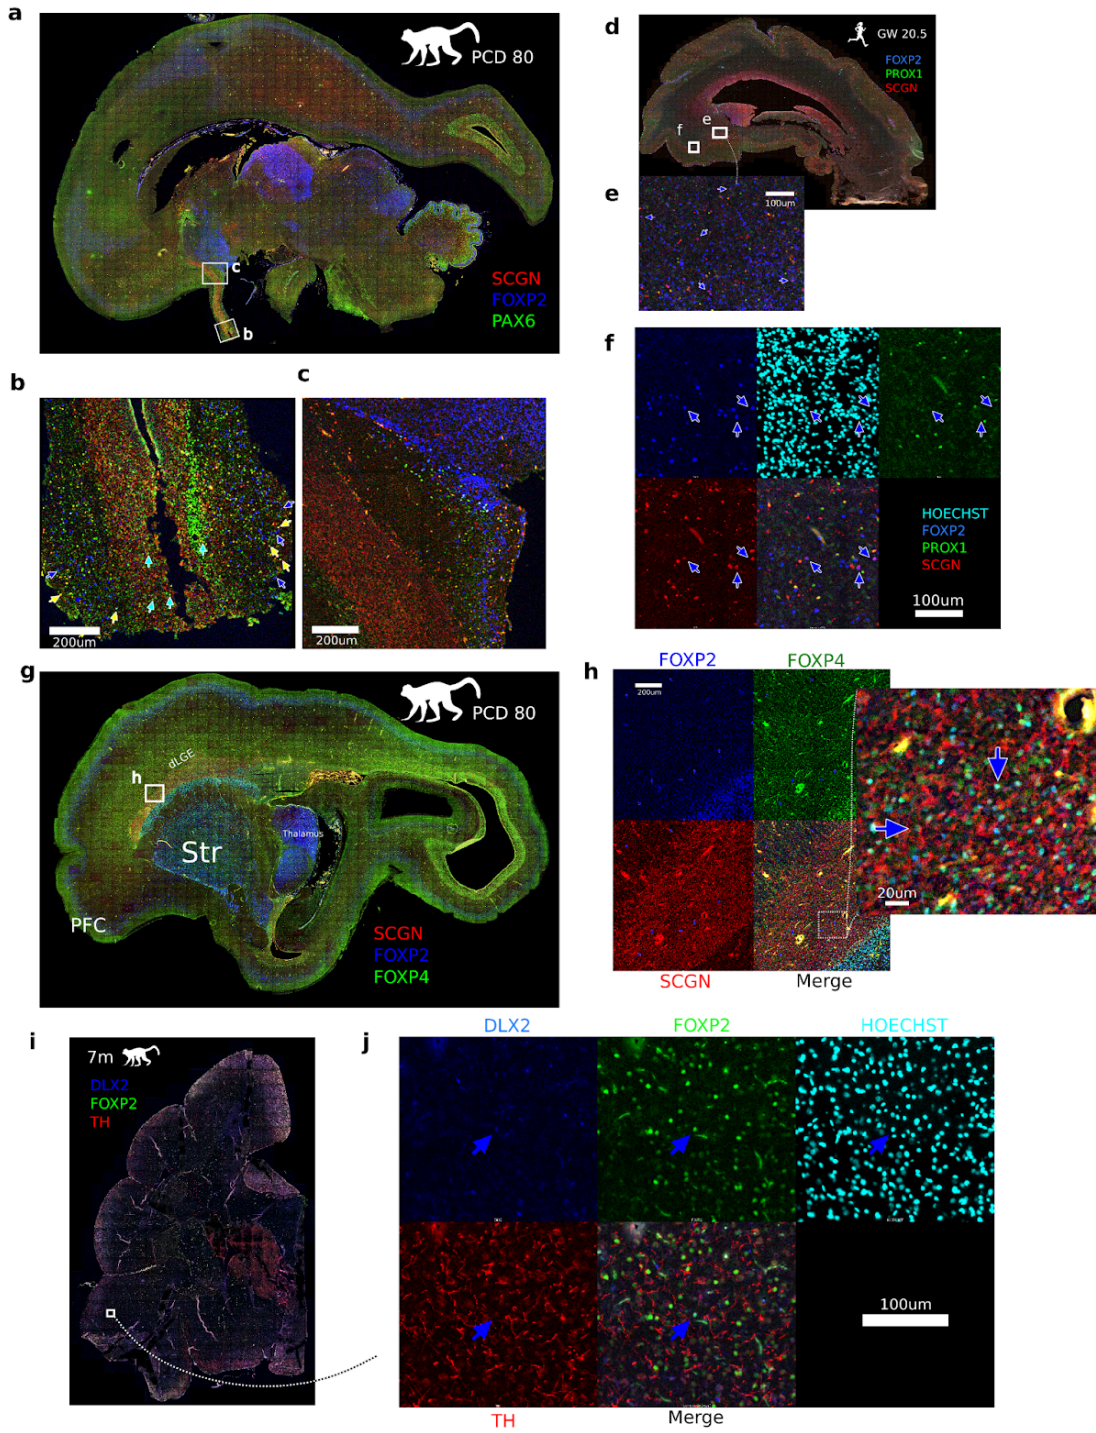 a
PCD 80
c
b
SCGN
FOXP2
PAX6
d
GW 20.5
FOXP2
PROX1
SCGN
e
f
e
100um
b
200um
c
200um
f
HOECHST
FOXP2
PROX1
SCGN
100um
g
PCD 80
dLGE
h
Thalamus
Str
PFC
SCGN
FOXP2
FOXP4
h
FOXP2
FOXP4
200um
20um
SCGN
Merge
i
7m
DLX2
FOXP2
TH
j
DLX2
FOXP2
HOECHST
100um
TH
Merge